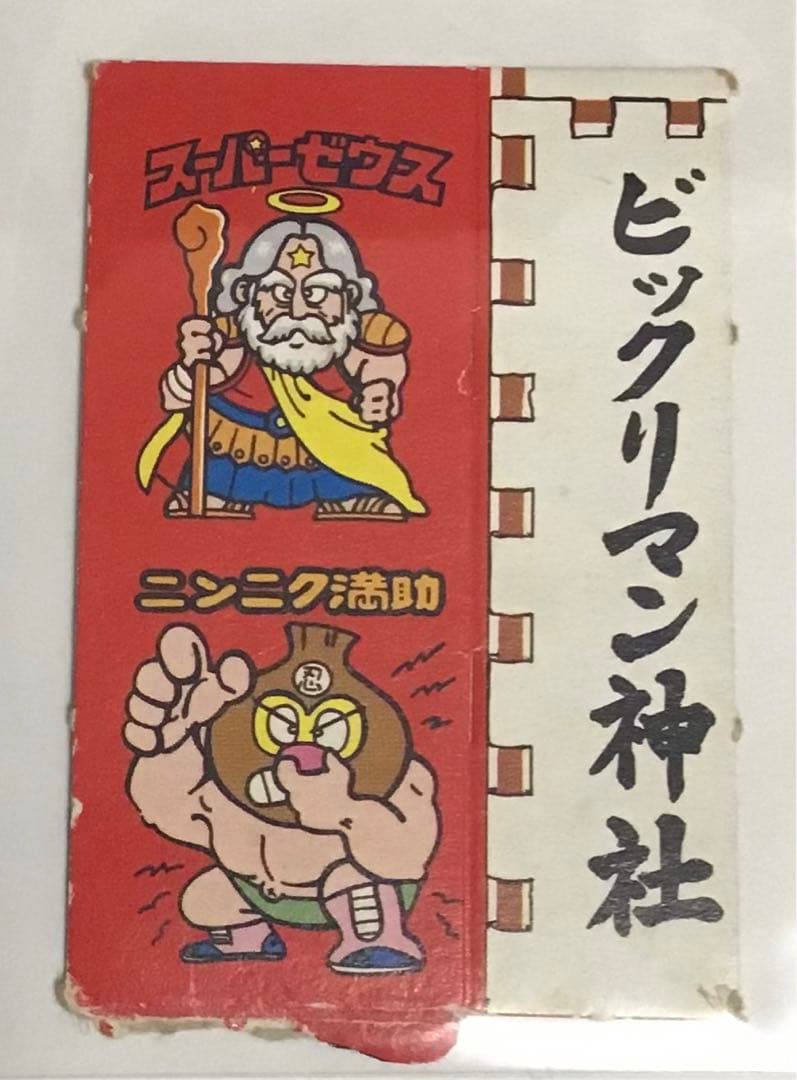 スーパーゼウス
ニンニク満助
忍
ビックリマン神社